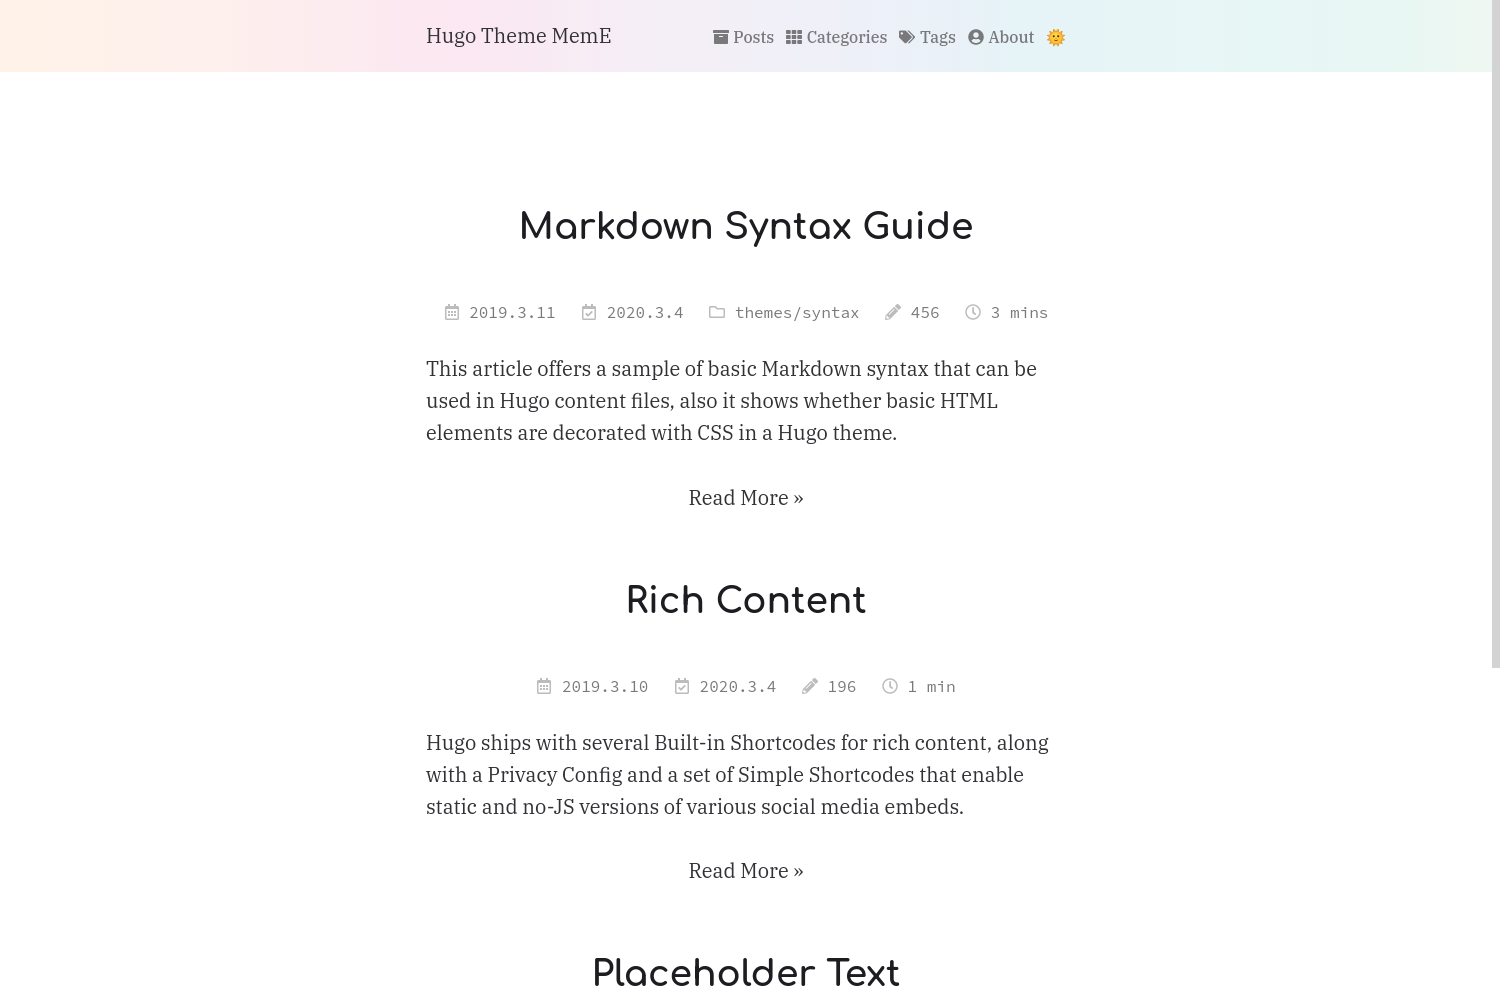 Hugo Theme MemE
Posts Categories Tags About
Markdown Syntax Guide
2019.3.11 2020.3.4 themes/syntax 456 3 mins
This article offers a sample of basic Markdown syntax that can be
used in Hugo content files, also it shows whether basic HTML
elements are decorated with CSS in a Hugo theme.
Read More »
Rich Content
2019.3.10 2020.3.4 196 1 min
Hugo ships with several Built-in Shortcodes for rich content, along
with a Privacy Config and a set of Simple Shortcodes that enable
static and no-JS versions of various social media embeds.
Read More »
Placeholder Text